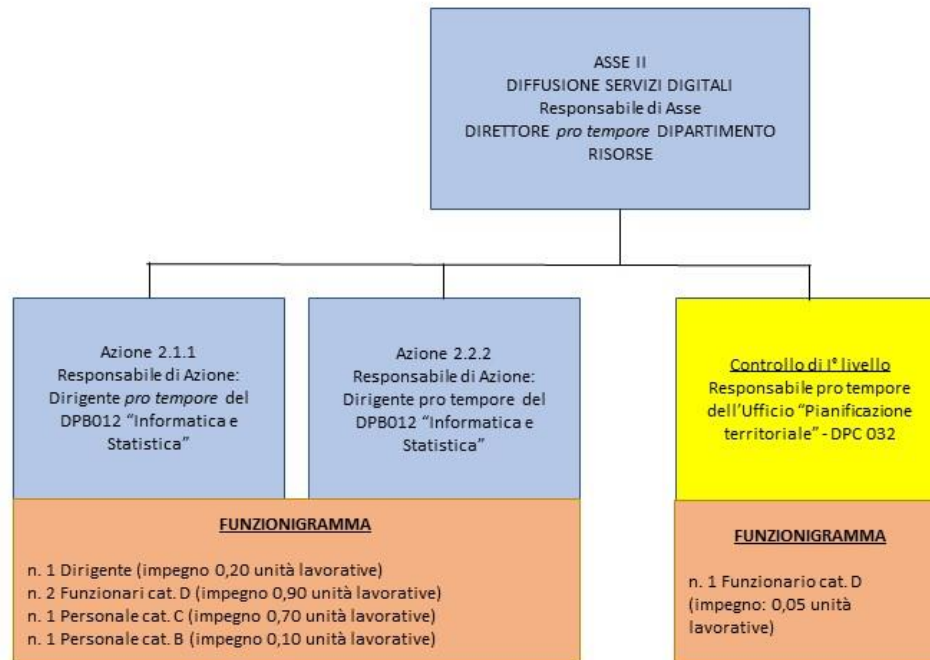 ASSE II
DIFFUSIONE SERVIZI DIGITALI
Responsabile di Asse
DIRETTORE pro tempore DIPARTIMENTO
RISORSE
Azione 2.1.1
Responsabile di Azione:
Dirigente pro tempore del
DPB012 “Informatica e
Statistica”
Azione 2.2.2
Responsabile di Azione:
Dirigente pro tempore del
DPB012 “Informatica e
Statistica”
Controllo di I° livello
Responsabile pro tempore
dell’Ufficio “Pianificazione
territoriale” - DPC 032
FUNZIONIGRAMMA
n. 1 Dirigente (impegno 0,20 unità lavorative)
n. 2 Funzionari cat. D (impegno 0,90 unità lavorative)
n. 1 Personale cat. C (impegno 0,70 unità lavorative)
n. 1 Personale cat. B (impegno 0,10 unità lavorative)
FUNZIONIGRAMMA
n. 1 Funzionario cat. D
(impegno: 0,05 unità
lavorative)